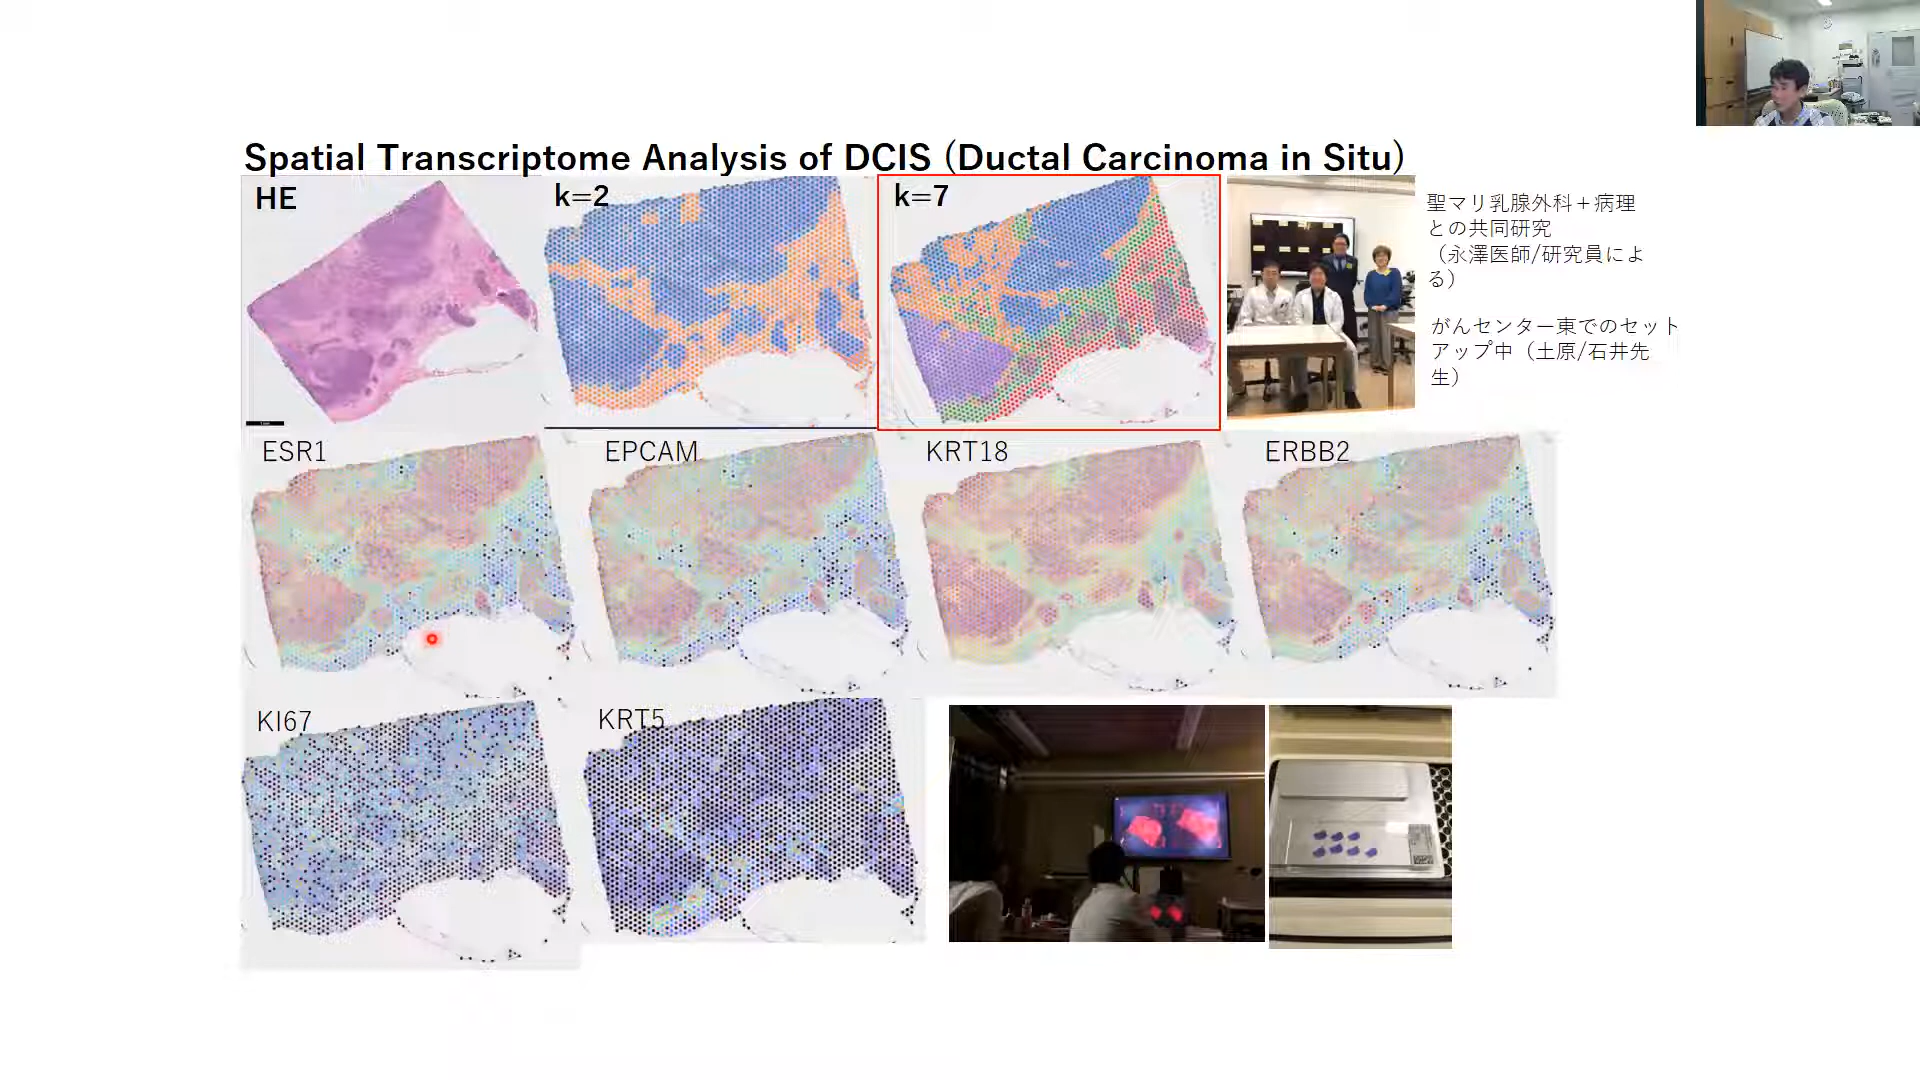 Spatial Transcriptome Analysis of DCIS (Ductal Carcinoma in Situ)
HE
k=2
k=7
聖マリ乳腺外科＋病理
との共同研究
（永澤医師/研究員によ
る）
がんセンター東でのセット
アップ中（土原/石井先
生）
ESR1
EPCAM
KRT18
ERBB2
KI67
KRT5